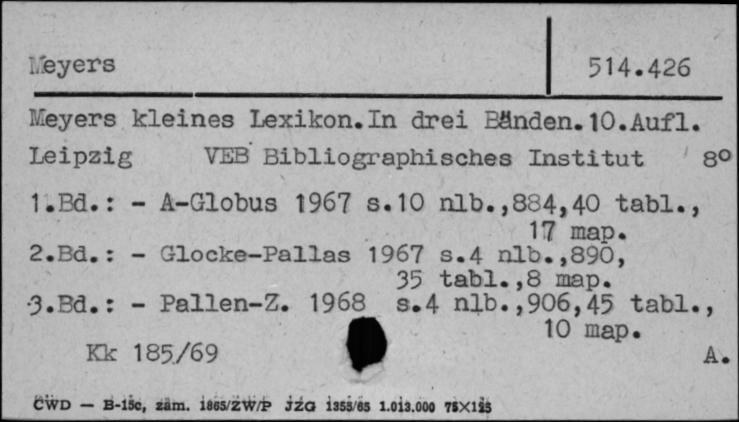 Meyers 514.426
Meyers kleines Lexikon.In drei Bänden.10.Aufl.
Leipzig VEB Bibliographisches Institut 8°
1.Bd.: - A-Globus 1967 s.10 nlb.,884,40 tabl.,
17 map.
2.Bd.: - Glocke-Pallas 1967 s.4 nlb.,890,
35 tabl.,8 map.
3.Bd.: - Pallen-Z. 1968 s.4 nlb.,906,45 tabl.,
10 map.
Kk 185/69 A.
CWD — B-15c, zam. 1865/ZW/P JZG 1355/65 1.013.000 75X125